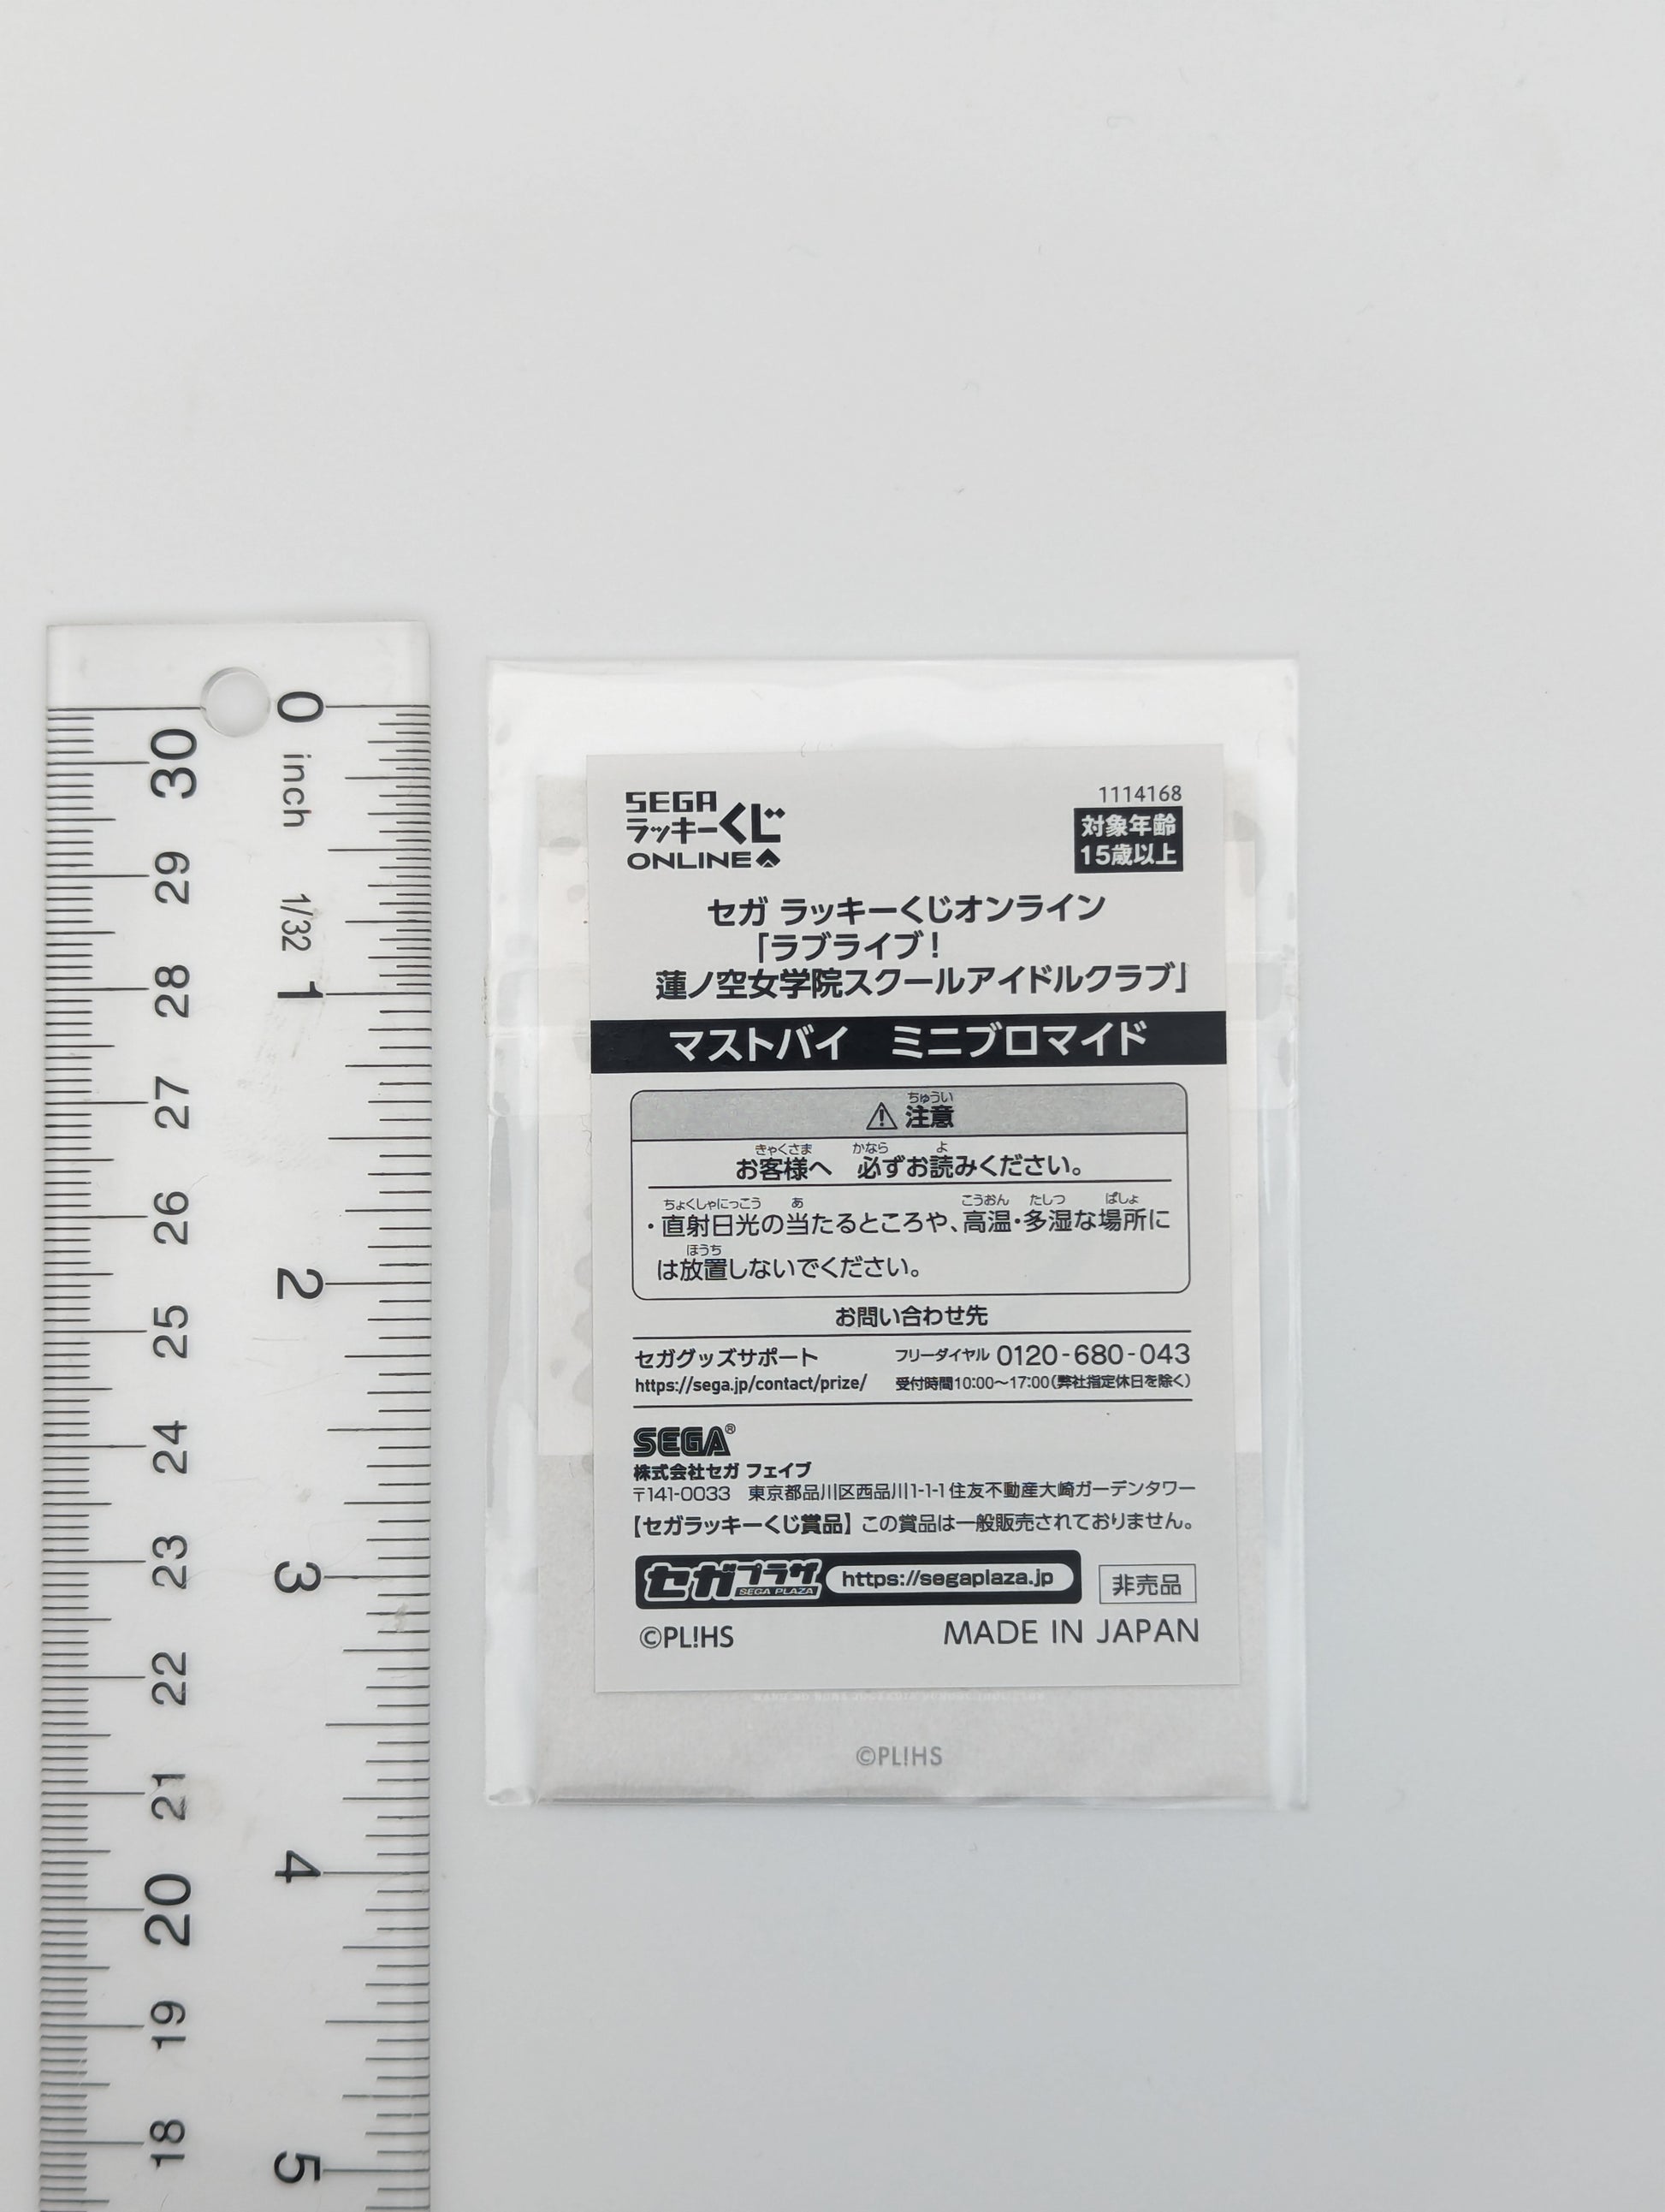 0
inch
1/32
1
2
3
4
5
30
29
28
27
26
25
24
23
22
21
20
19
18
SEGA
ラッキーくじ
ONLINE
1114168
対象年齢
15歳以上
セガ ラッキーくじオンライン
「ラブライブ！
蓮ノ空女学院スクールアイドルクラブ」
マストバイ ミニブロマイド
ちゅうい
注意
きゃくさま かなら よ
お客様へ 必ずお読みください。
ちょくしゃにっこう あ こうおん たしつ ばしょ
・直射日光の当たるところや、高温・多湿な場所に
ほうち
は放置しないでください。
お問い合わせ先
セガグッズサポート フリーダイヤル 0120-680-043
https://sega.jp/contact/prize/ 受付時間10:00～17:00(弊社指定休日を除く)
SEGA®
株式会社セガ フェイブ
〒141-0033 東京都品川区西品川1-1-1 住友不動産大崎ガーデンタワー
【セガラッキーくじ賞品】この賞品は一般販売されておりません。
セガプラザ SEGA PLAZA https://segaplaza.jp 非売品
©PL!HS MADE IN JAPAN
©PL!HS